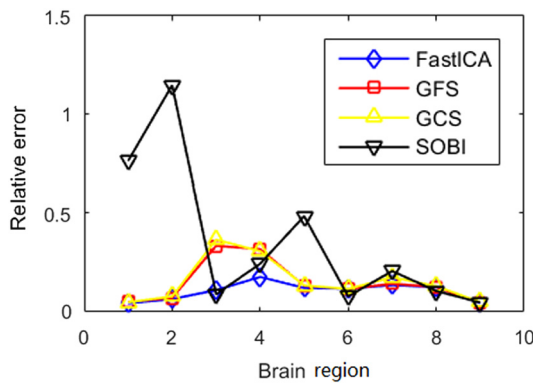 1.5
1
0.5
0
Relative error
FastICA
GFS
GCS
SOBI
0 2 4 6 8 10
Brain region